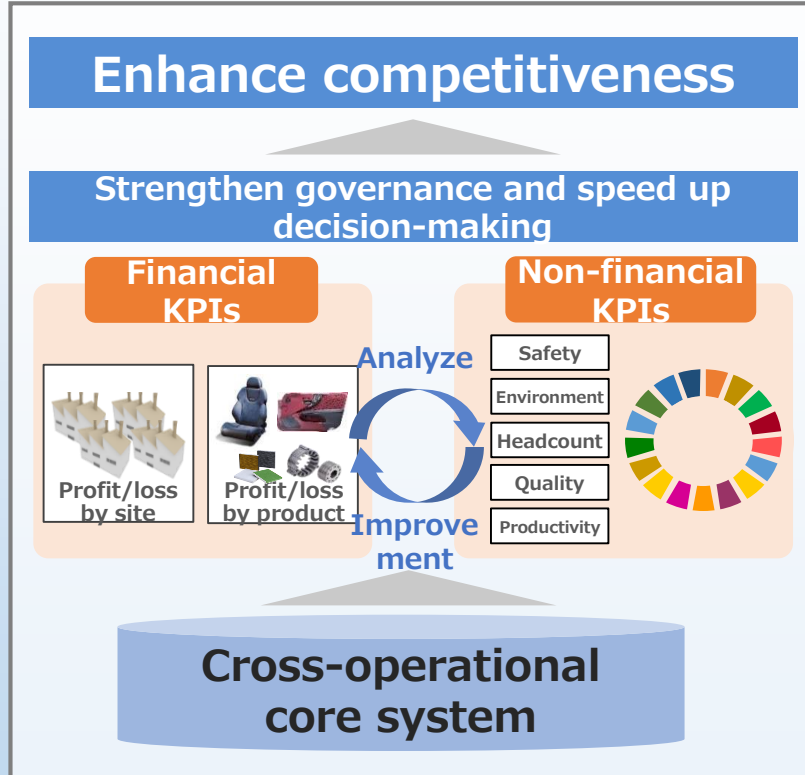 Enhance competitiveness
Strengthen governance and speed up
decision-making
Financial
KPIs
Non-financial
KPIs
Profit/loss
by site
Profit/loss
by product
Analyze
Improve
ment
Safety
Environment
Headcount
Quality
Productivity
Cross-operational
core system